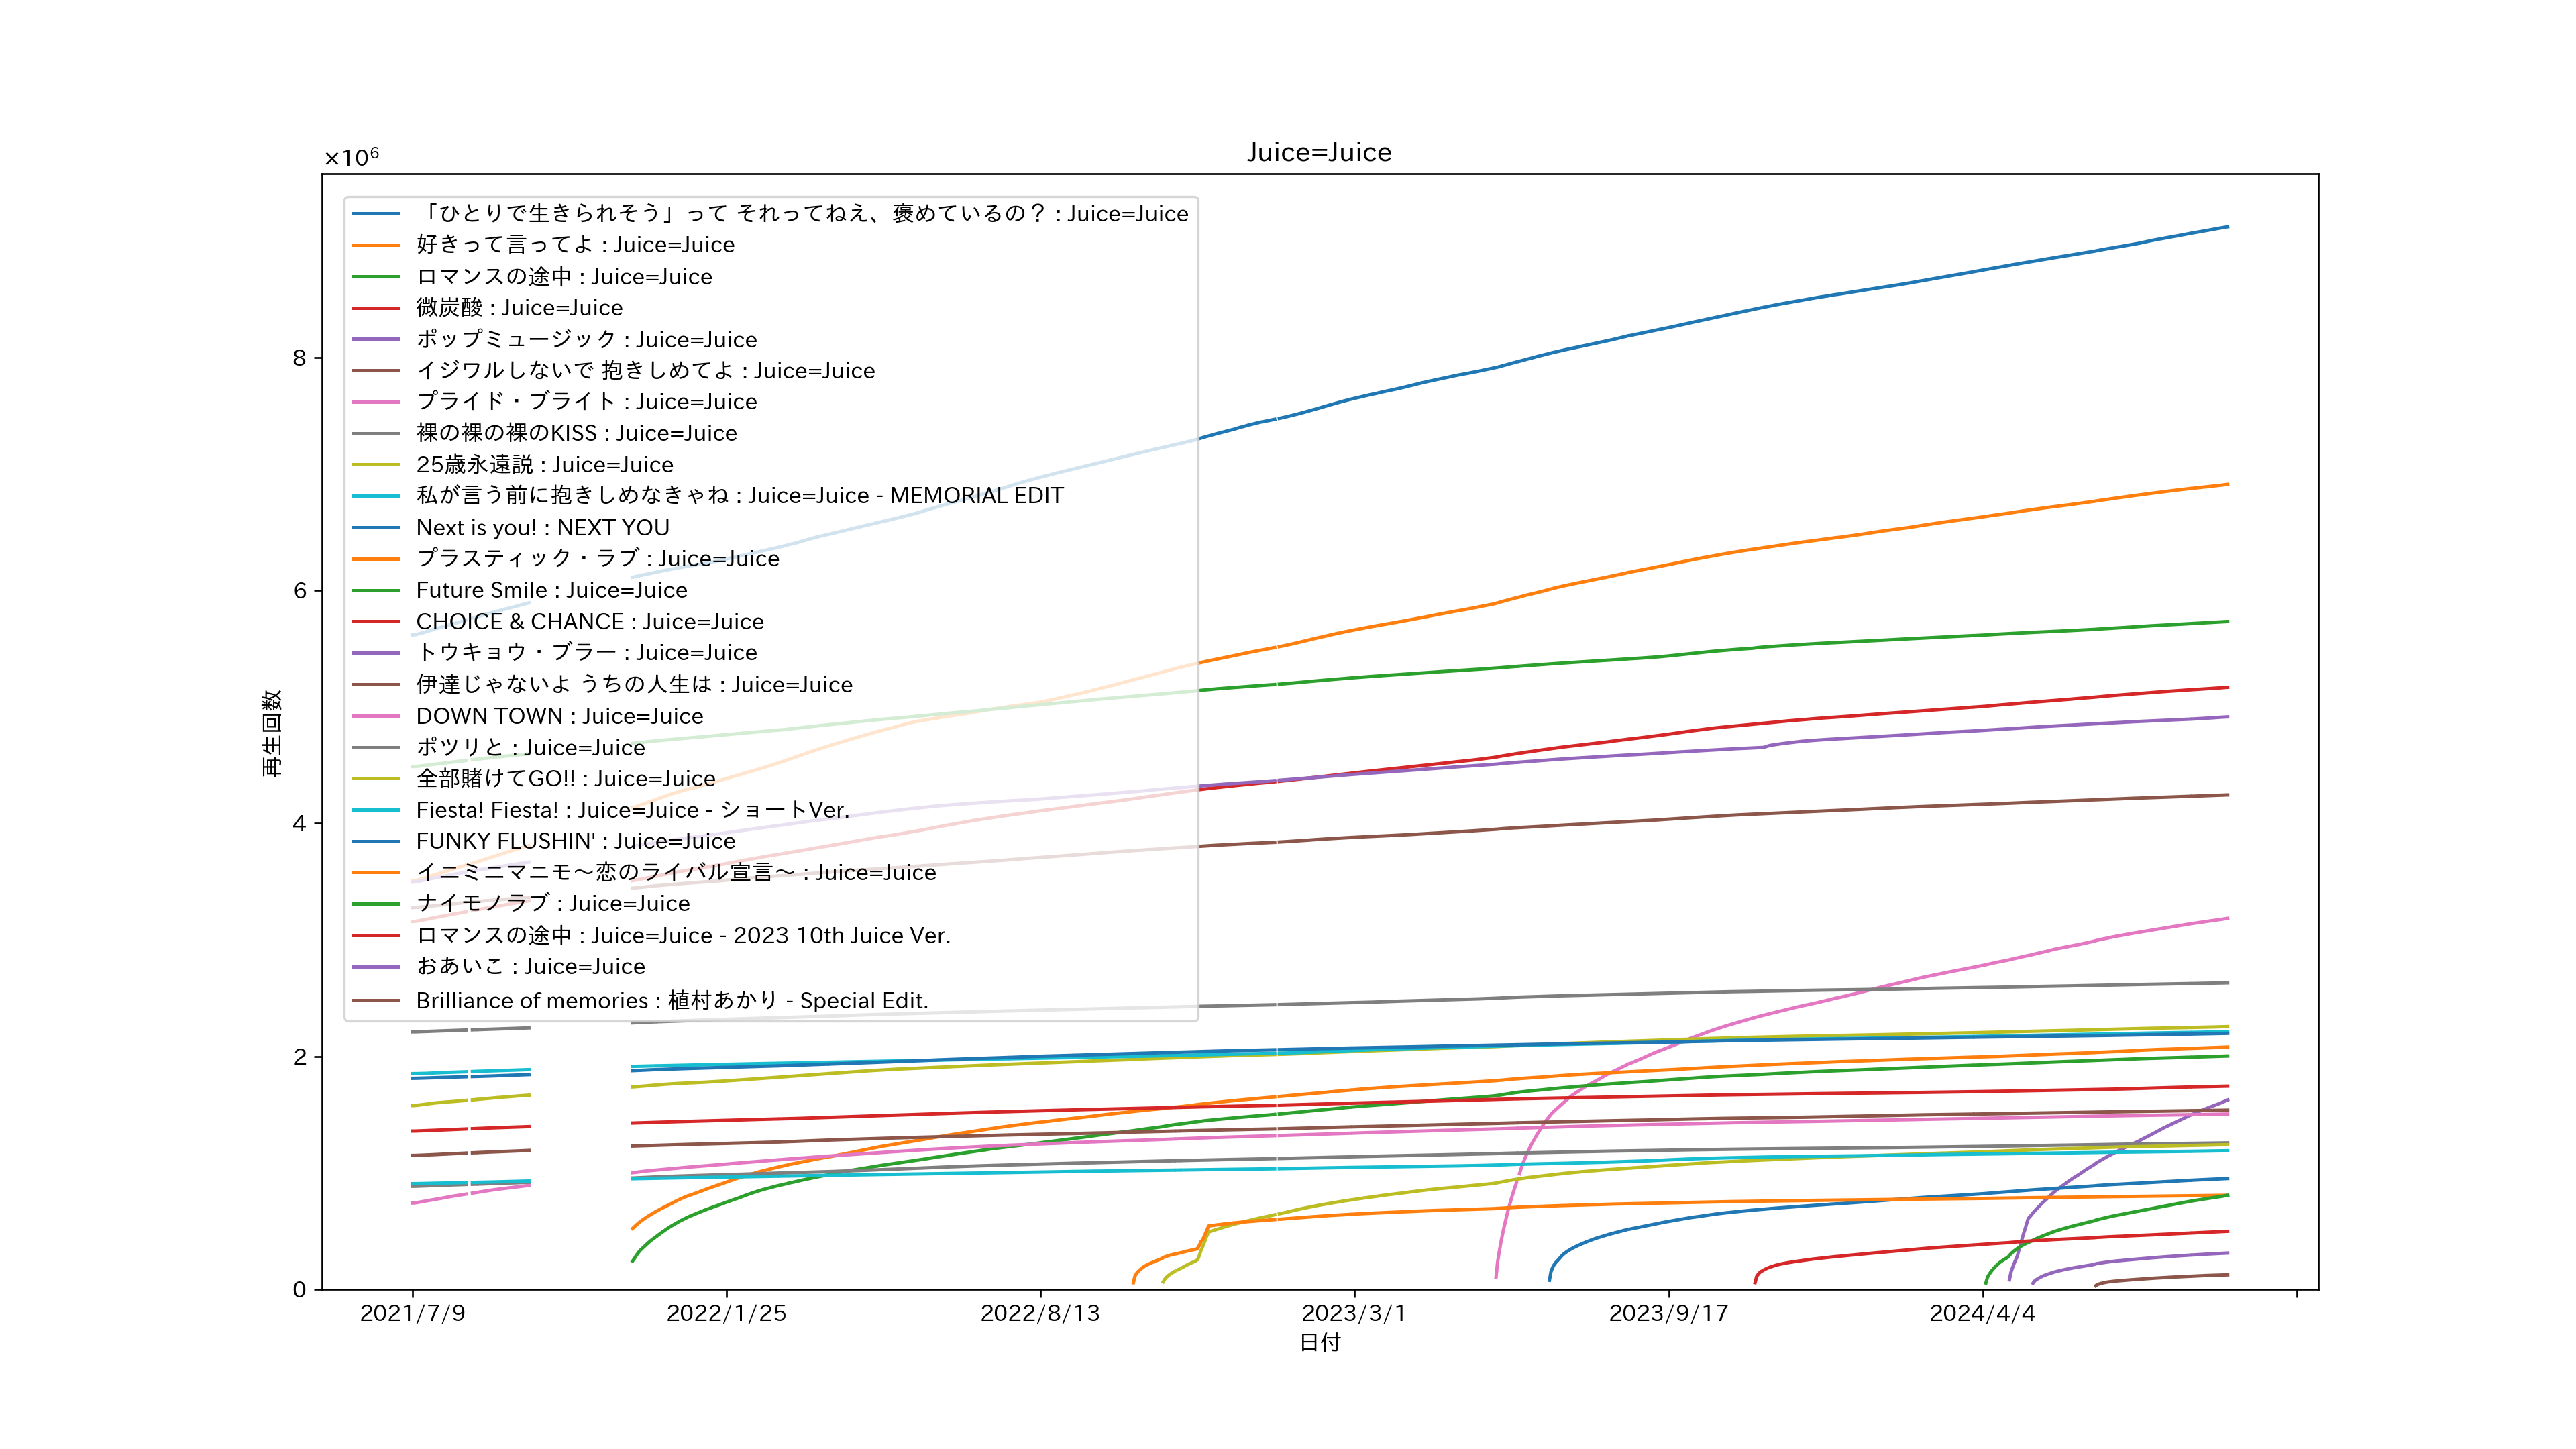 Juice=Juice
×10⁶
「ひとりで生きられそう」って それってねえ、褒めているの？ : Juice=Juice
好きって言ってよ : Juice=Juice
ロマンスの途中 : Juice=Juice
微炭酸 : Juice=Juice
ポップミュージック : Juice=Juice
イジワルしないで 抱きしめてよ : Juice=Juice
プライド・ブライト : Juice=Juice
裸の裸の裸のKISS : Juice=Juice
25歳永遠説 : Juice=Juice
私が言う前に抱きしめなきゃね : Juice=Juice - MEMORIAL EDIT
Next is you! : NEXT YOU
プラスティック・ラブ : Juice=Juice
Future Smile : Juice=Juice
CHOICE & CHANCE : Juice=Juice
トウキョウ・ブラー : Juice=Juice
伊達じゃないよ うちの人生は : Juice=Juice
DOWN TOWN : Juice=Juice
ポツリと : Juice=Juice
全部賭けてGO!! : Juice=Juice
Fiesta! Fiesta! : Juice=Juice - ショートVer.
FUNKY FLUSHIN' : Juice=Juice
イニミニマニモ～恋のライバル宣言～ : Juice=Juice
ナイモノラブ : Juice=Juice
ロマンスの途中 : Juice=Juice - 2023 10th Juice Ver.
おあいこ : Juice=Juice
Brilliance of memories : 植村あかり - Special Edit.
8
6
4
2
0
再生回数
2021/7/9
2022/1/25
2022/8/13
2023/3/1
2023/9/17
2024/4/4
日付